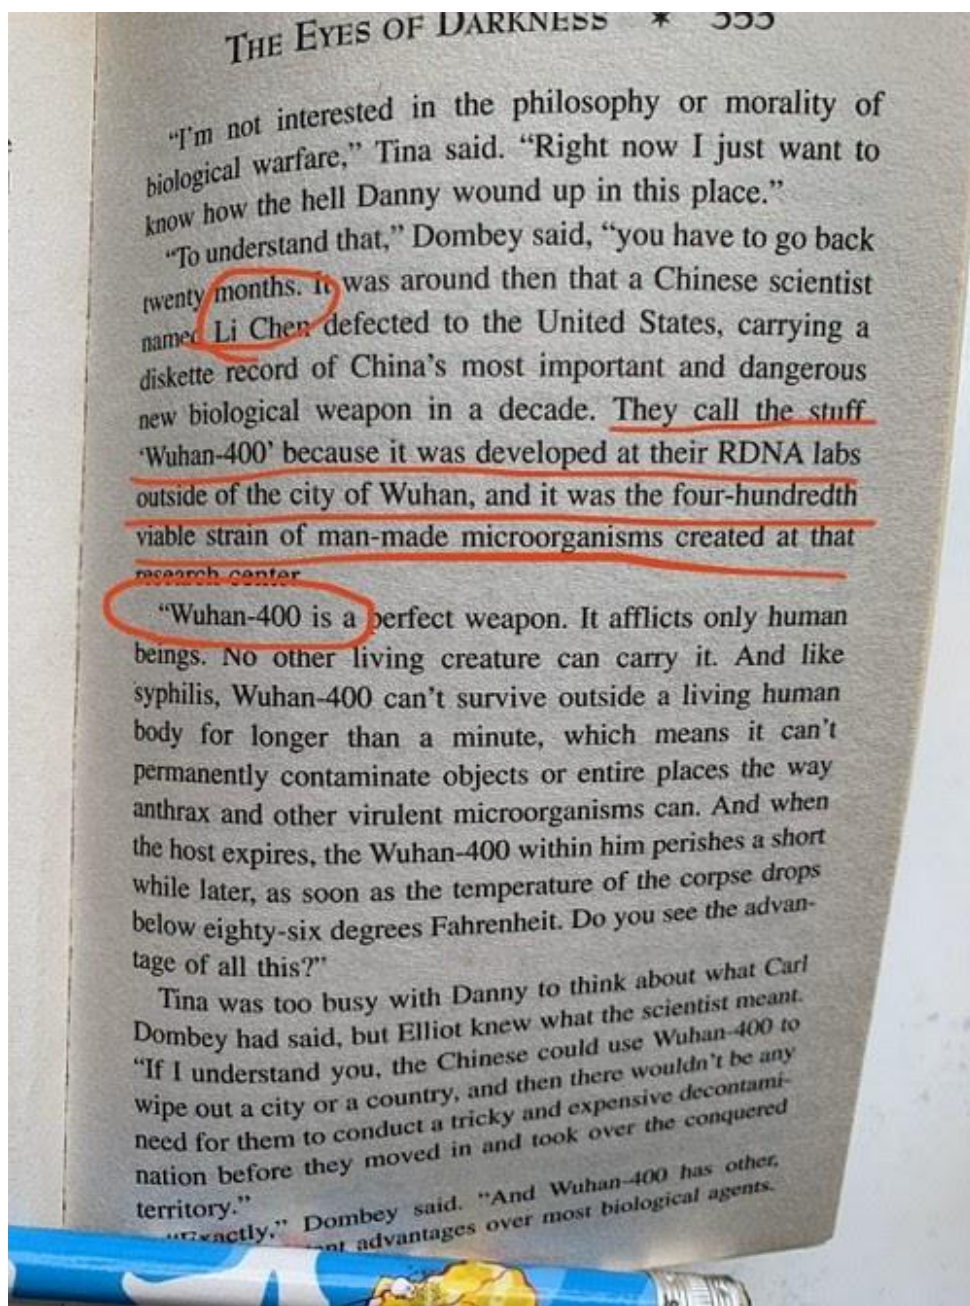 THE EYES OF DARKNESS * 333
"I'm not interested in the philosophy or morality of
biological warfare," Tina said. "Right now I just want to
know how the hell Danny wound up in this place."
"To understand that," Dombey said, "you have to go back
twenty months. It was around then that a Chinese scientist
named Li Chen defected to the United States, carrying a
diskette record of China's most important and dangerous
new biological weapon in a decade. They call the stuff
'Wuhan-400' because it was developed at their RDNA labs
outside of the city of Wuhan, and it was the four-hundredth
viable strain of man-made microorganisms created at that
research center.
"Wuhan-400 is a perfect weapon. It afflicts only human
beings. No other living creature can carry it. And like
syphilis, Wuhan-400 can't survive outside a living human
body for longer than a minute, which means it can't
permanently contaminate objects or entire places the way
anthrax and other virulent microorganisms can. And when
the host expires, the Wuhan-400 within him perishes a short
while later, as soon as the temperature of the corpse drops
below eighty-six degrees Fahrenheit. Do you see the advan-
tage of all this?"
Tina was too busy with Danny to think about what Carl
Dombey had said, but Elliot knew what the scientist meant.
"If I understand you, the Chinese could use Wuhan-400 to
wipe out a city or a country, and then there wouldn't be any
need for them to conduct a tricky and expensive decontami-
nation before they moved in and took over the conquered
territory."
"Exactly," Dombey said. "And Wuhan-400 has other,
advantages over most biological agents.